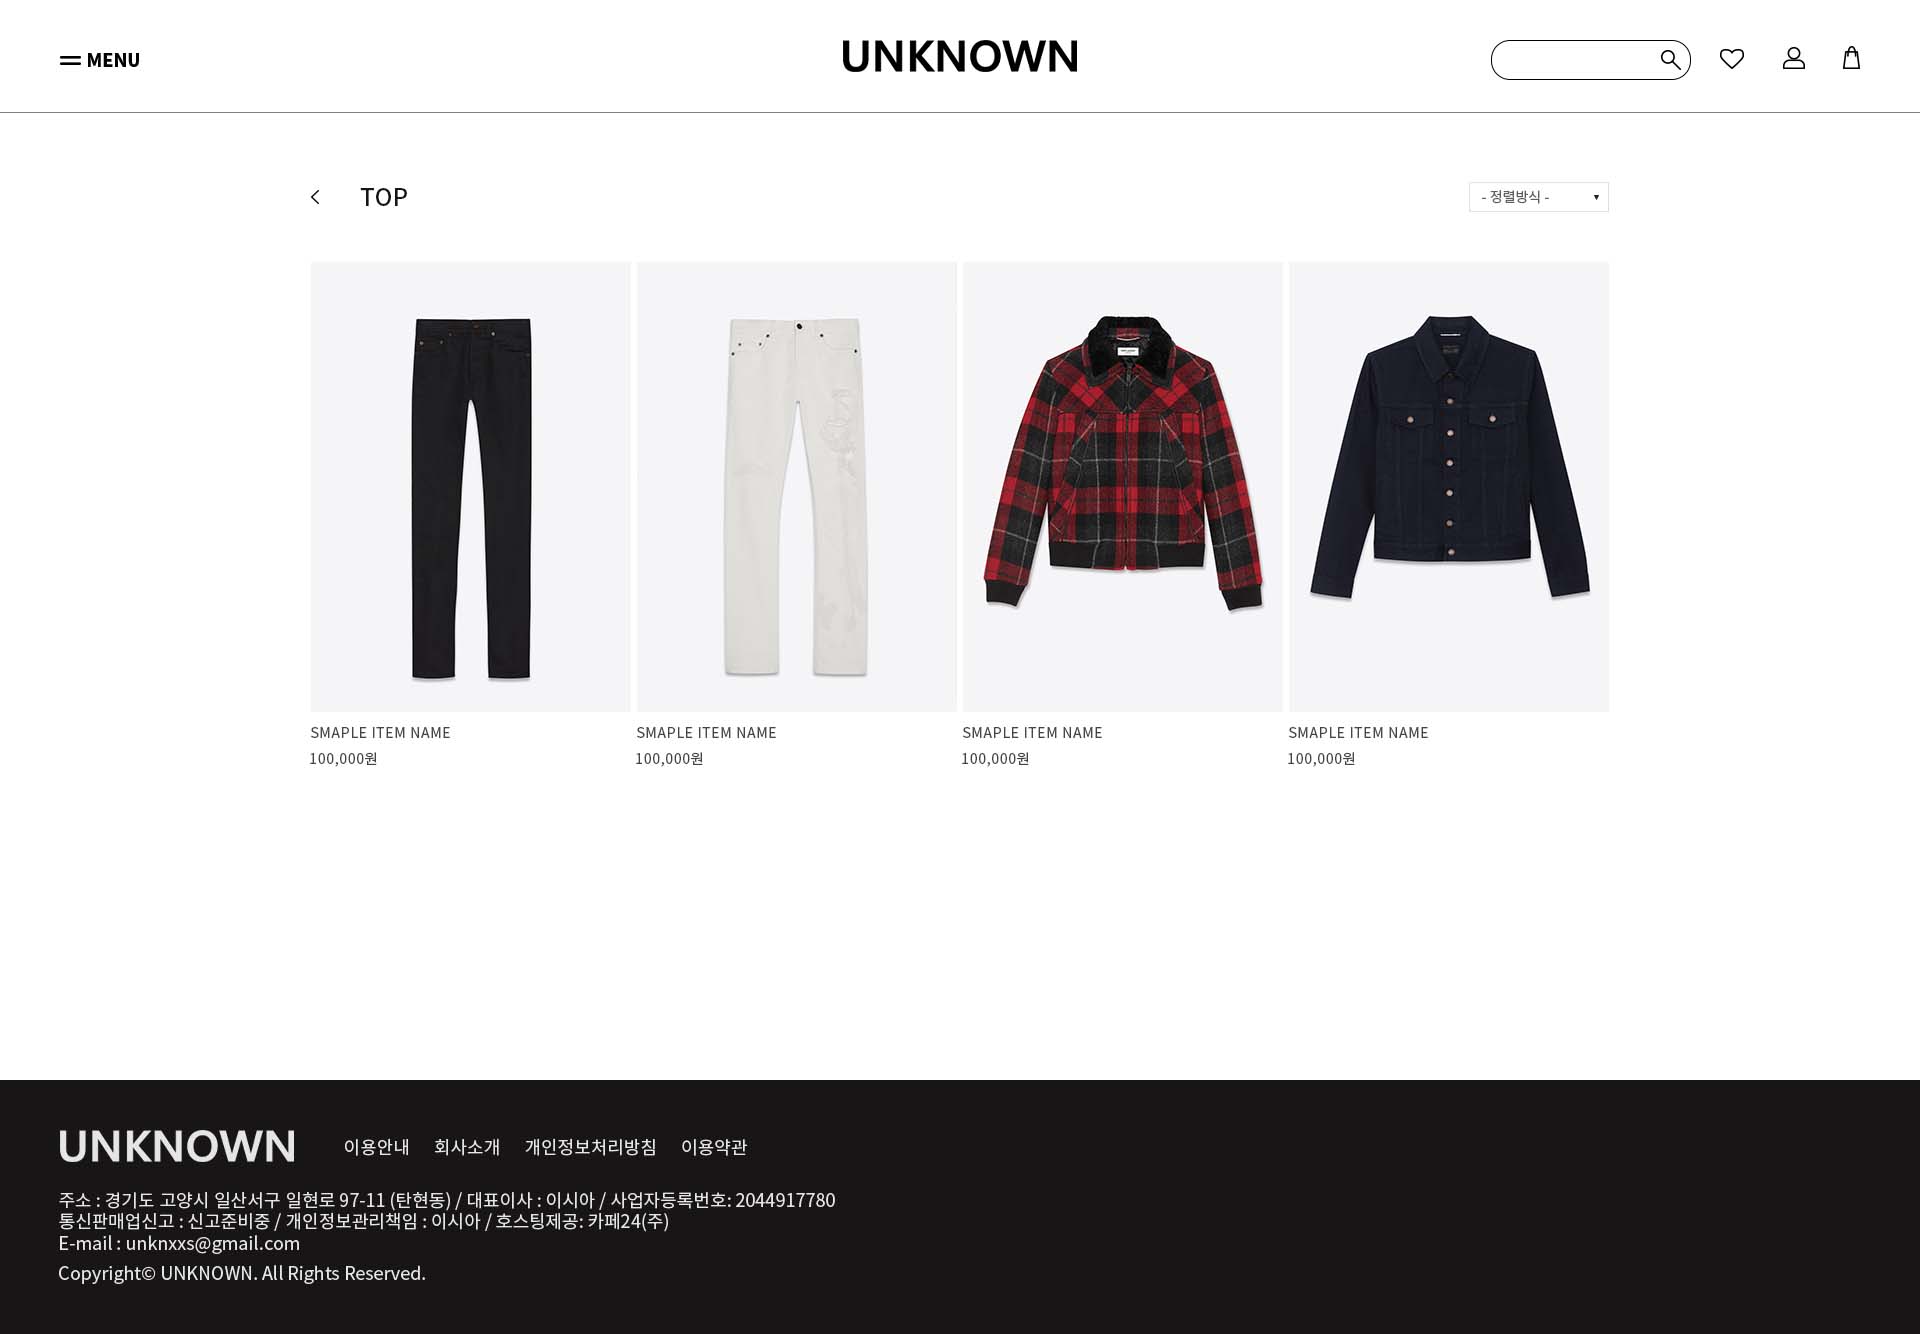 MENU
UNKNOWN
TOP
- 정렬방식 -
SMAPLE ITEM NAME
100,000원
SMAPLE ITEM NAME
100,000원
SMAPLE ITEM NAME
100,000원
SMAPLE ITEM NAME
100,000원
UNKNOWN
이용안내 회사소개 개인정보처리방침 이용약관
주소 : 경기도 고양시 일산서구 일현로 97-11 (탄현동) / 대표이사 : 이시아 / 사업자등록번호: 2044917780
통신판매업신고 : 신고준비중 / 개인정보관리책임 : 이시아 / 호스팅제공: 카페24(주)
E-mail : unknxxs@gmail.com
Copyright© UNKNOWN. All Rights Reserved.